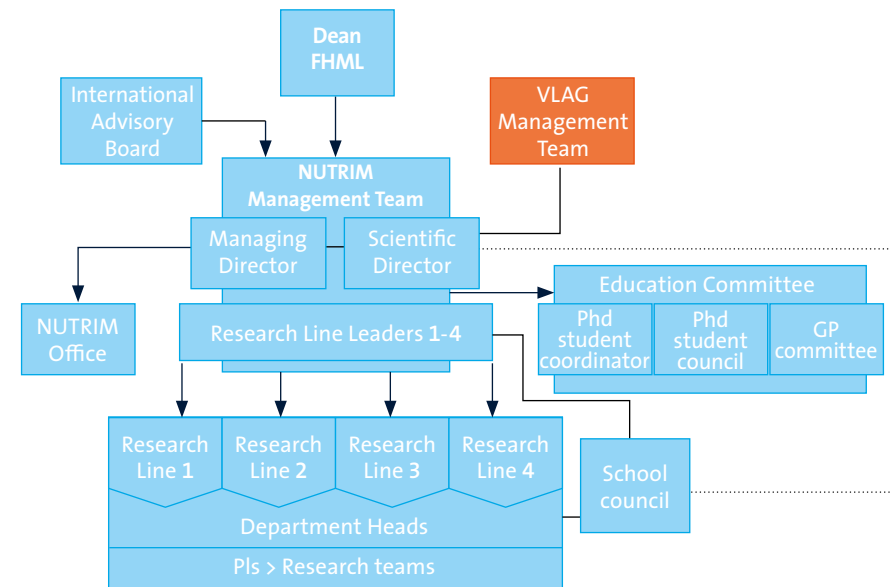 Dean
FHML
International
Advisory
Board
VLAG
Management
Team
NUTRIM
Management Team
Managing
Director
Scientific
Director
NUTRIM
Office
Education Committee
Phd
student
coordinator
Phd
student
council
GP
committee
Research Line Leaders 1-4
Research
Line 1
Research
Line 2
Research
Line 3
Research
Line 4
School
council
Department Heads
PIs > Research teams